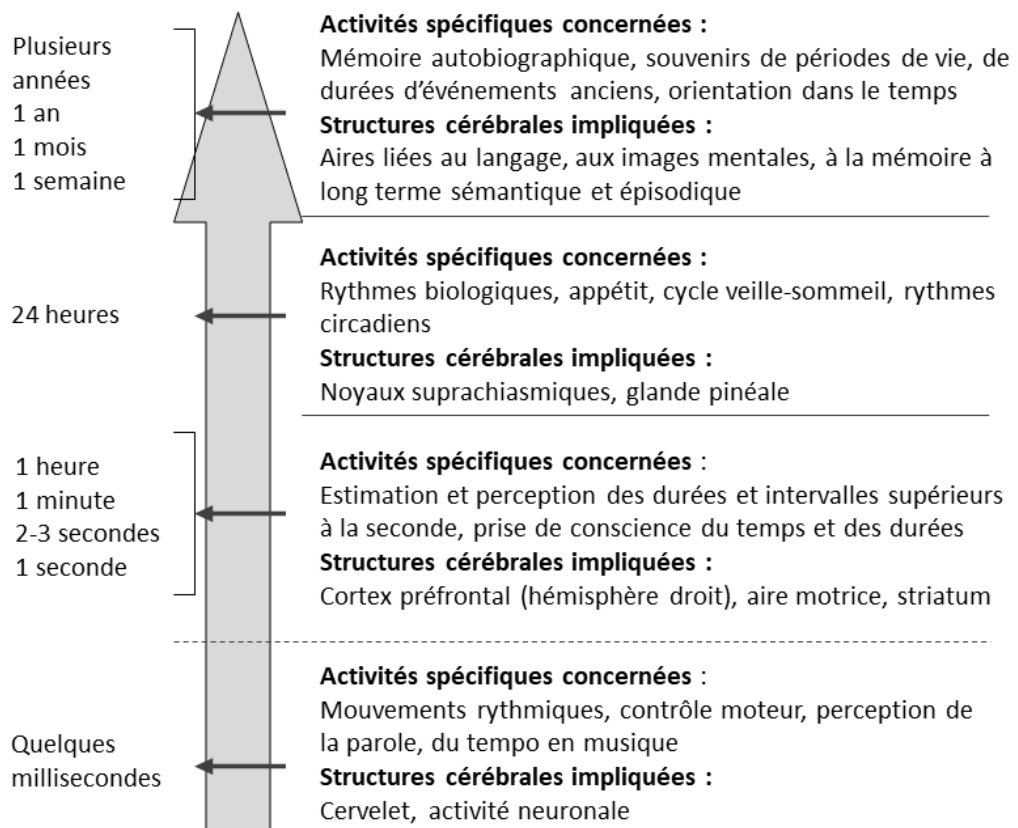 Plusieurs
années
1 an
1 mois
1 semaine
Activités spécifiques concernées :
Mémoire autobiographique, souvenirs de périodes de vie, de
durées d’événements anciens, orientation dans le temps
Structures cérébrales impliquées :
Aires liées au langage, aux images mentales, à la mémoire à
long terme sémantique et épisodique
24 heures
Activités spécifiques concernées :
Rythmes biologiques, appétit, cycle veille-sommeil, rythmes
circadiens
Structures cérébrales impliquées :
Noyaux suprachiasmiques, glande pinéale
1 heure
1 minute
2-3 secondes
1 seconde
Activités spécifiques concernées :
Estimation et perception des durées et intervalles supérieurs
à la seconde, prise de conscience du temps et des durées
Structures cérébrales impliquées :
Cortex préfrontal (hémisphère droit), aire motrice, striatum
Quelques
millisecondes
Activités spécifiques concernées :
Mouvements rythmiques, contrôle moteur, perception de
la parole, du tempo en musique
Structures cérébrales impliquées :
Cervelet, activité neuronale